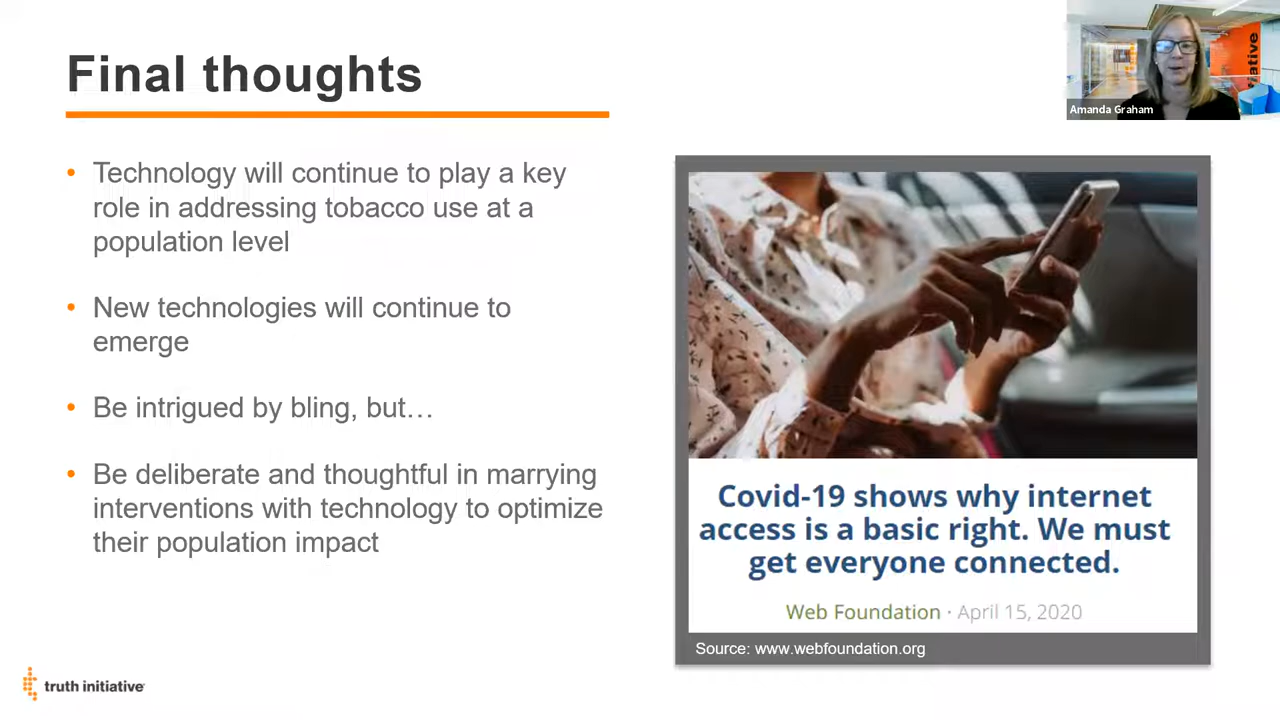 Final thoughts
• Technology will continue to play a key
role in addressing tobacco use at a
population level
• New technologies will continue to
emerge
• Be intrigued by bling, but…
• Be deliberate and thoughtful in marrying
interventions with technology to optimize
their population impact
truth initiative
itiative
Amanda Graham
Covid-19 shows why internet
access is a basic right. We must
get everyone connected.
Web Foundation · April 15, 2020
Source: www.webfoundation.org